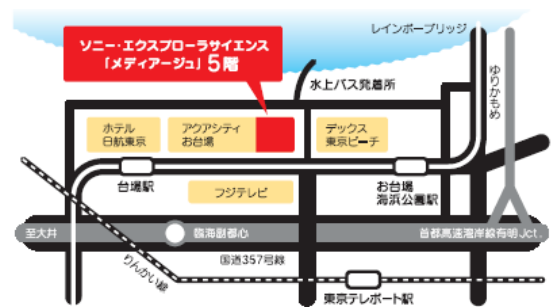 レインボーブリッジ
ソニー・エクスプローラサイエンス
「メディアージュ」5階
水上バス発着所
ゆりかもめ
ホテル
日航東京
アクアシティ
お台場
デックス
東京ビーチ
台場駅
フジテレビ
お台場
海浜公園駅
至大井
臨海副都心
首都高速湾岸線有明Jct.
りんかい線
国道357号線
東京テレポート駅